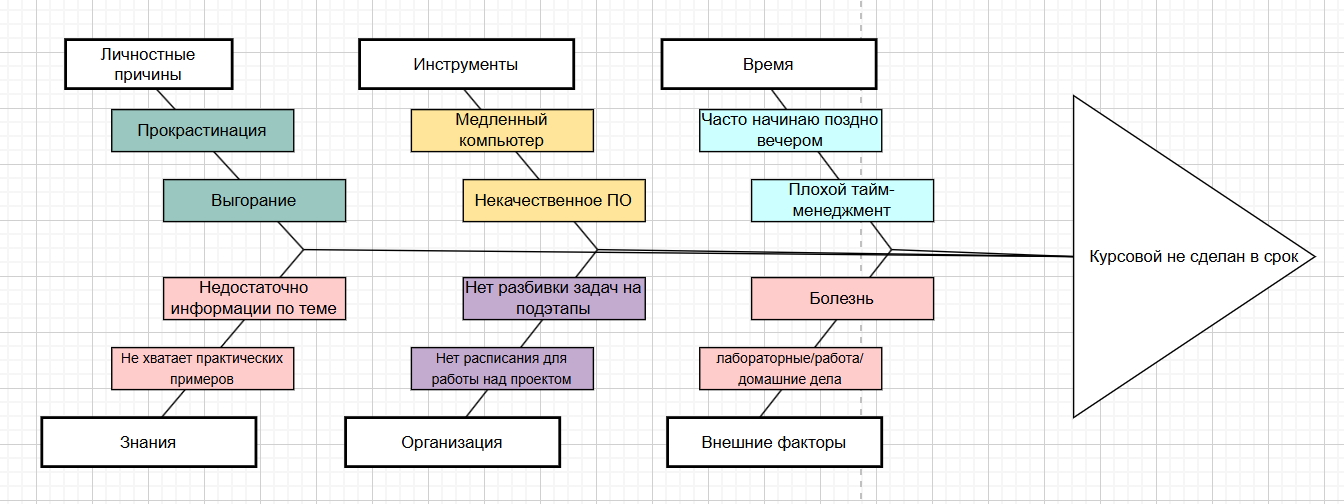 Личностные
причины
Инструменты
Время
Прокрастинация
Медленный
компьютер
Часто начинаю поздно
вечером
Выгорание
Некачественное ПО
Плохой тайм-
менеджмент
Курсовой не сделан в срок
Недостаточно
информации по теме
Нет разбивки задач на
подэтапы
Болезнь
Не хватает практических
примеров
Нет расписания для
работы над проектом
лабораторные/работа/
домашние дела
Знания
Организация
Внешние факторы